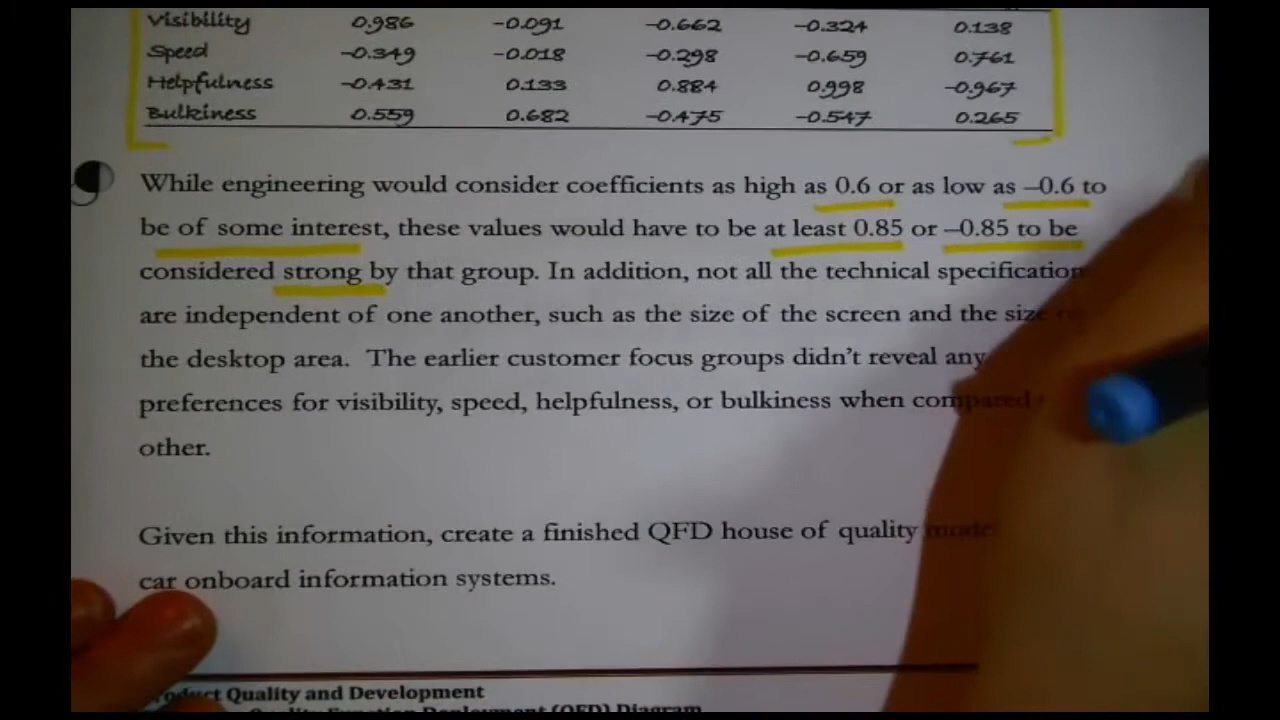 Visibility 0.986 -0.091 -0.662 -0.324 0.138
Speed -0.349 -0.018 -0.298 -0.659 0.761
Helpfulness -0.431 0.133 0.884 0.998 -0.967
Bulkiness 0.559 0.682 -0.475 -0.547 0.265
While engineering would consider coefficients as high as 0.6 or as low as –0.6 to
be of some interest, these values would have to be at least 0.85 or –0.85 to be
considered strong by that group. In addition, not all the technical specification
are independent of one another, such as the size of the screen and the size
the desktop area. The earlier customer focus groups didn't reveal any
preferences for visibility, speed, helpfulness, or bulkiness when compared
other.
Given this information, create a finished QFD house of quality
car onboard information systems.
Product Quality and Development
Quality Function Deployment (QFD) Diagram